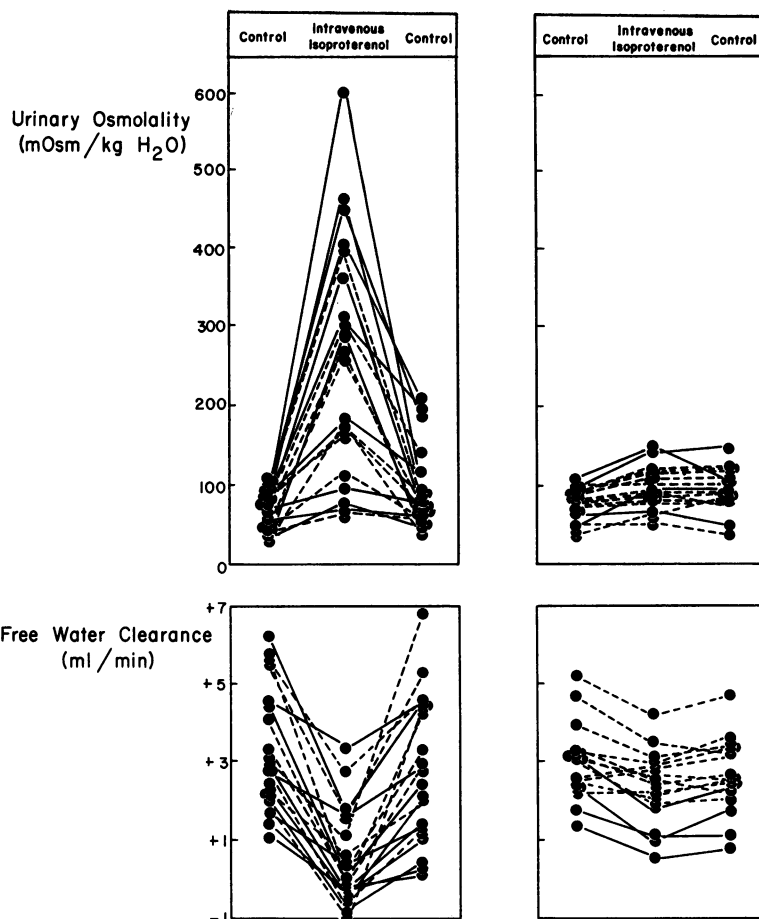 Control
Intravenous
Isoproterenol
Control
Control
Intravenous
Isoproterenol
Control
Urinary Osmolality
(mOsm/kg H2O)
600
500
400
300
200
100
0
Free Water Clearance
(ml/min)
+7
+5
+3
+1
-1